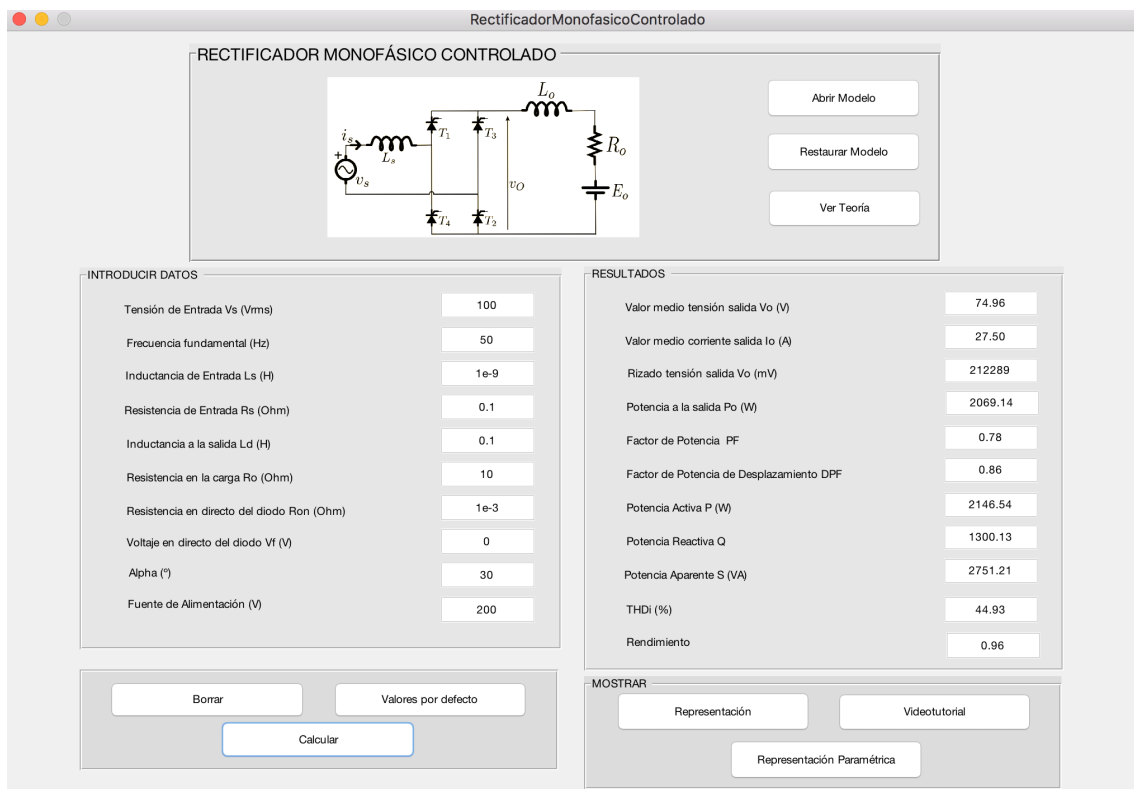 RectificadorMonofasicoControlado
RECTIFICADOR MONOFÁSICO CONTROLADO
Lo
is
+
Ls
vs
T1
T3
vO
T4
T2
Ro
Eo
Abrir Modelo
Restaurar Modelo
Ver Teoría
INTRODUCIR DATOS
Tensión de Entrada Vs (Vrms) 100
Frecuencia fundamental (Hz) 50
Inductancia de Entrada Ls (H) 1e-9
Resistencia de Entrada Rs (Ohm) 0.1
Inductancia a la salida Ld (H) 0.1
Resistencia en la carga Ro (Ohm) 10
Resistencia en directo del diodo Ron (Ohm) 1e-3
Voltaje en directo del diodo Vf (V) 0
Alpha (º) 30
Fuente de Alimentación (V) 200
Borrar
Valores por defecto
Calcular
RESULTADOS
Valor medio tensión salida Vo (V) 74.96
Valor medio corriente salida Io (A) 27.50
Rizado tensión salida Vo (mV) 212289
Potencia a la salida Po (W) 2069.14
Factor de Potencia PF 0.78
Factor de Potencia de Desplazamiento DPF 0.86
Potencia Activa P (W) 2146.54
Potencia Reactiva Q 1300.13
Potencia Aparente S (VA) 2751.21
THDi (%) 44.93
Rendimiento 0.96
MOSTRAR
Representación
Videotutorial
Representación Paramétrica